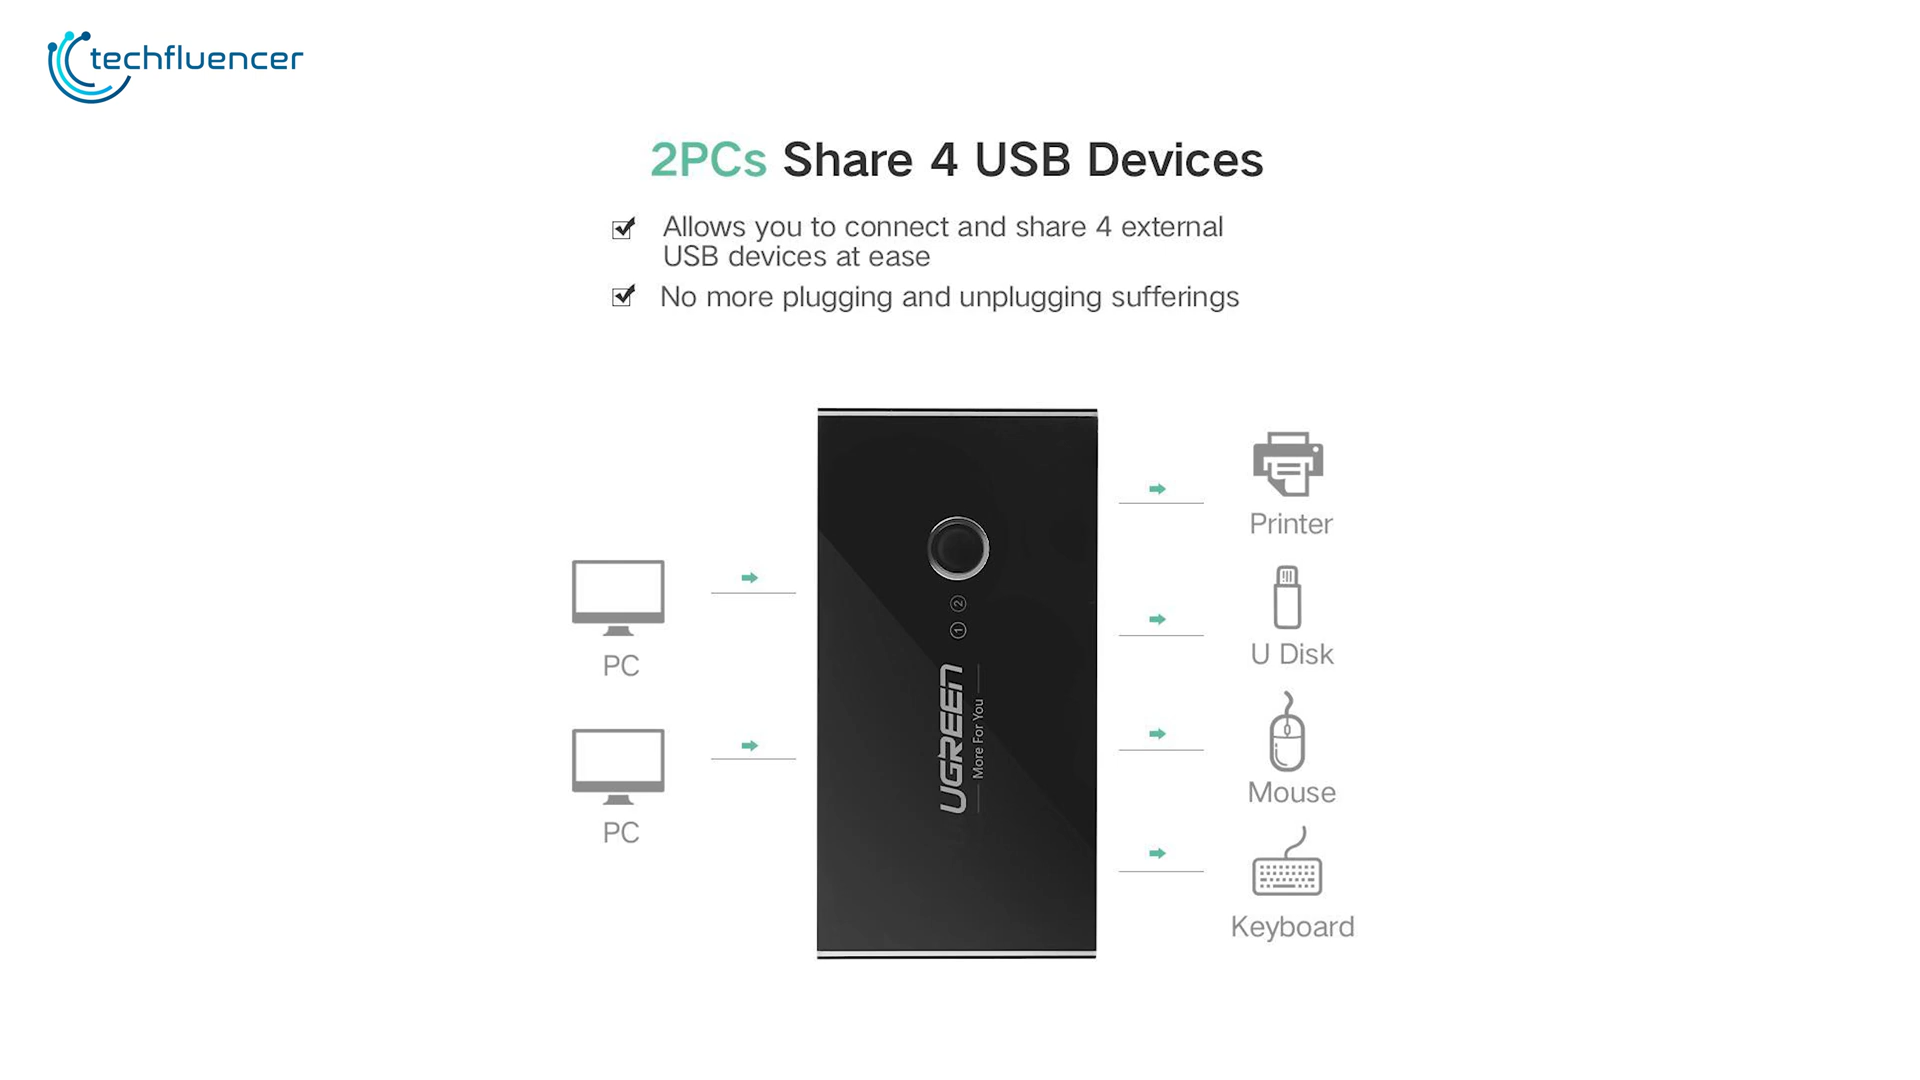 techfluencer
2PCs Share 4 USB Devices
Allows you to connect and share 4 external
USB devices at ease
No more plugging and unplugging sufferings
PC
PC
1 2
UGREEN
More For You
Printer
U Disk
Mouse
Keyboard